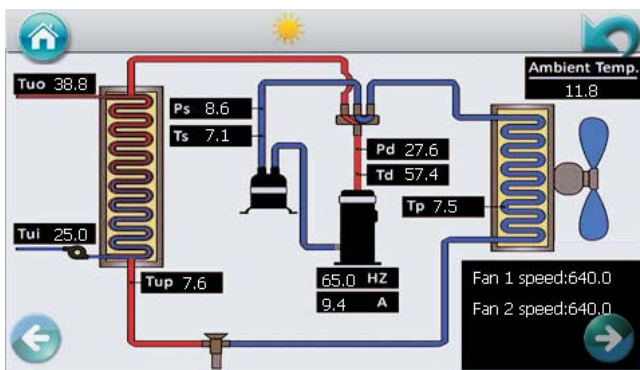 Tuo 38.8
Ambient Temp.
11.8
Ps 8.6
Ts 7.1
Pd 27.6
Td 57.4
Tp 7.5
Tui 25.0
Tup 7.6
65.0 HZ
9.4 A
Fan 1 speed:640.0
Fan 2 speed:640.0